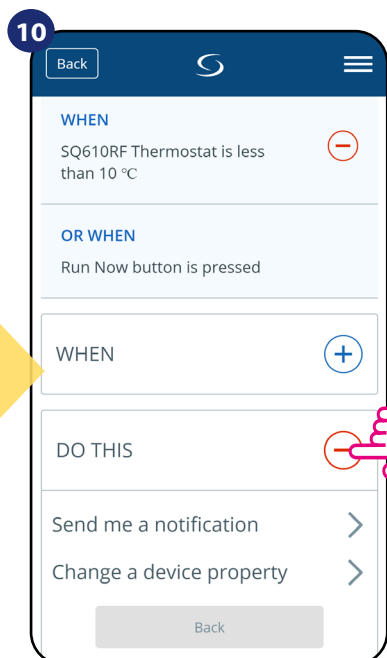 10
Back
WHEN
SQ610RF Thermostat is less
than 10 °C
OR WHEN
Run Now button is pressed
WHEN
DO THIS
Send me a notification
Change a device property
Back